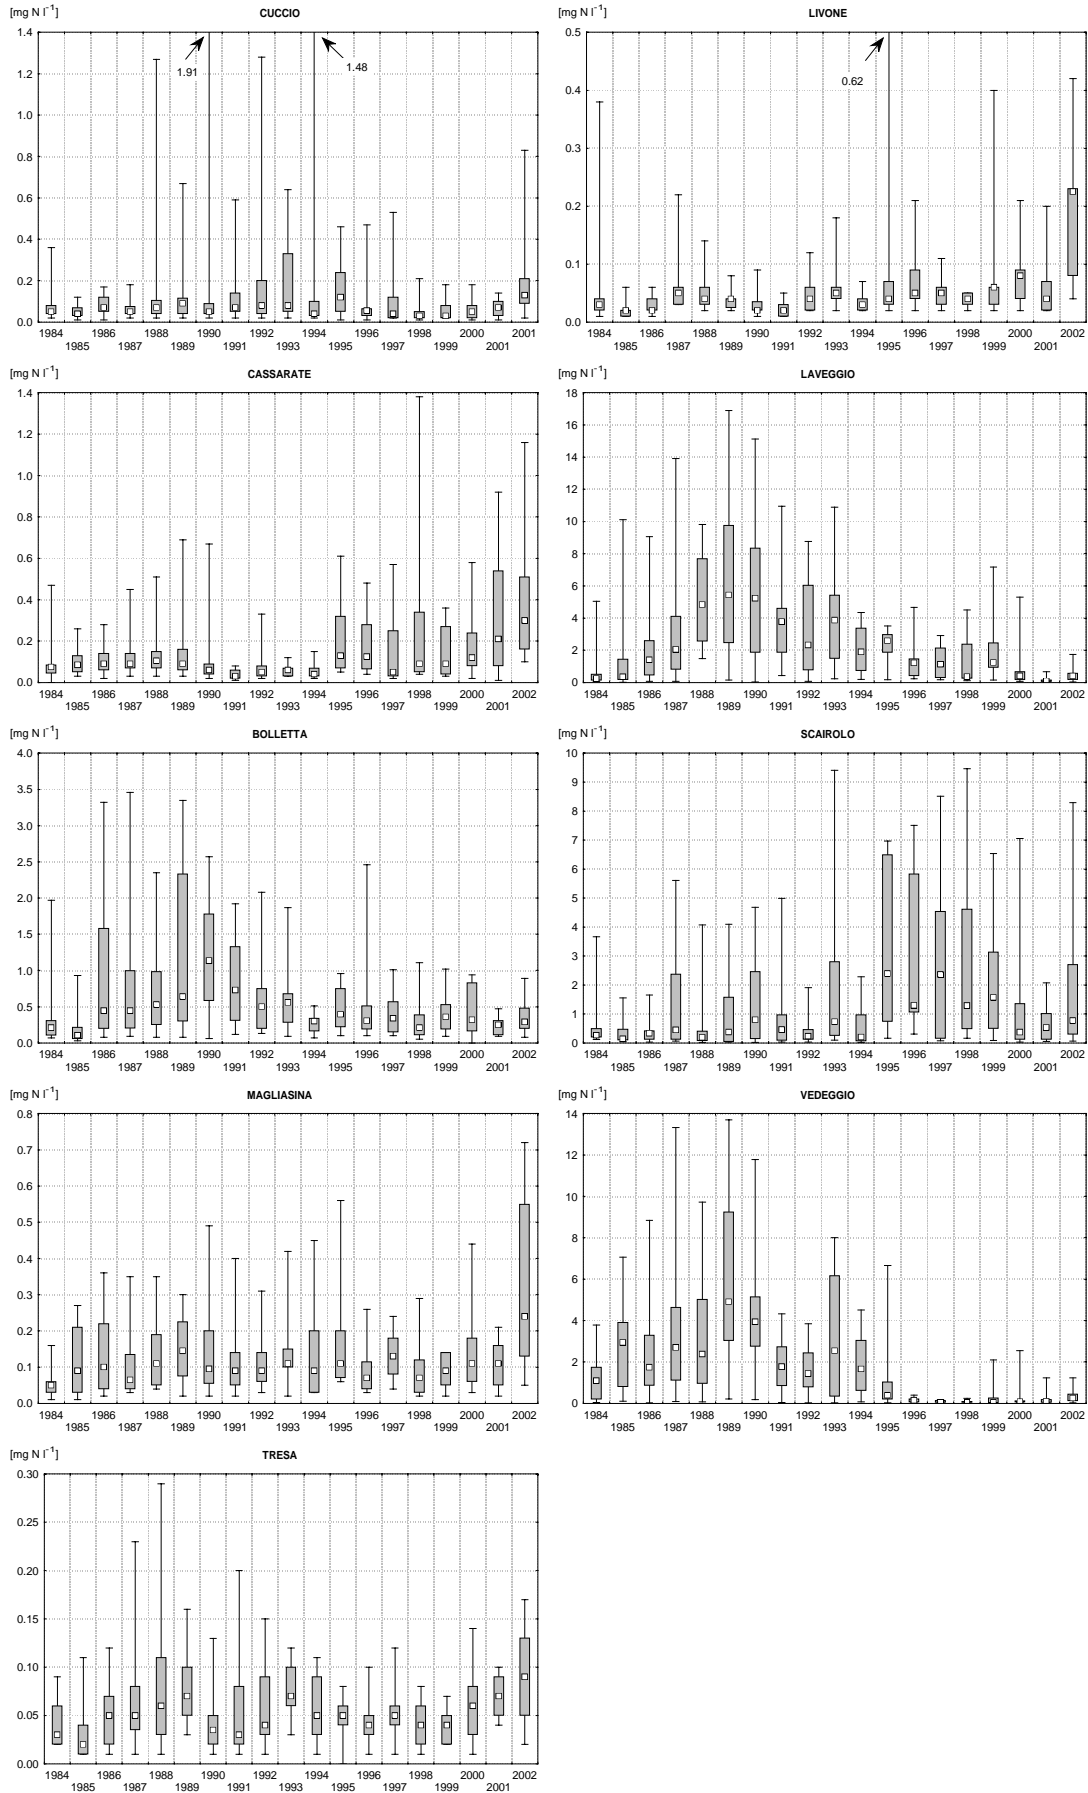 [mg N l⁻¹]
CUCCIO
1.4
1.2
1.0
0.8
0.6
0.4
0.2
0.0
1.91
1.48
1984 1986 1988 1990 1992 1994 1996 1998 2000 2002
1985 1987 1989 1991 1993 1995 1997 1999 2001
[mg N l⁻¹]
LIVONE
0.5
0.4
0.3
0.2
0.1
0.0
0.62
1984 1986 1988 1990 1992 1994 1996 1998 2000 2002
1985 1987 1989 1991 1993 1995 1997 1999 2001
[mg N l⁻¹]
CASSARATE
1.4
1.2
1.0
0.8
0.6
0.4
0.2
0.0
1984 1986 1988 1990 1992 1994 1996 1998 2000 2002
1985 1987 1989 1991 1993 1995 1997 1999 2001
[mg N l⁻¹]
LAVEGGIO
18
16
14
12
10
8
6
4
2
0
1984 1986 1988 1990 1992 1994 1996 1998 2000 2002
1985 1987 1989 1991 1993 1995 1997 1999 2001
[mg N l⁻¹]
BOLLETTA
4.0
3.5
3.0
2.5
2.0
1.5
1.0
0.5
0.0
1984 1986 1988 1990 1992 1994 1996 1998 2000 2002
1985 1987 1989 1991 1993 1995 1997 1999 2001
[mg N l⁻¹]
SCAIROLO
10
9
8
7
6
5
4
3
2
1
0
1984 1986 1988 1990 1992 1994 1996 1998 2000 2002
1985 1987 1989 1991 1993 1995 1997 1999 2001
[mg N l⁻¹]
MAGLIASINA
0.8
0.7
0.6
0.5
0.4
0.3
0.2
0.1
0.0
1984 1986 1988 1990 1992 1994 1996 1998 2000 2002
1985 1987 1989 1991 1993 1995 1997 1999 2001
[mg N l⁻¹]
VEDEGGIO
14
12
10
8
6
4
2
0
1984 1986 1988 1990 1992 1994 1996 1998 2000 2002
1985 1987 1989 1991 1993 1995 1997 1999 2001
[mg N l⁻¹]
TRESA
0.30
0.25
0.20
0.15
0.10
0.05
0.00
1984 1986 1988 1990 1992 1994 1996 1998 2000 2002
1985 1987 1989 1991 1993 1995 1997 1999 2001